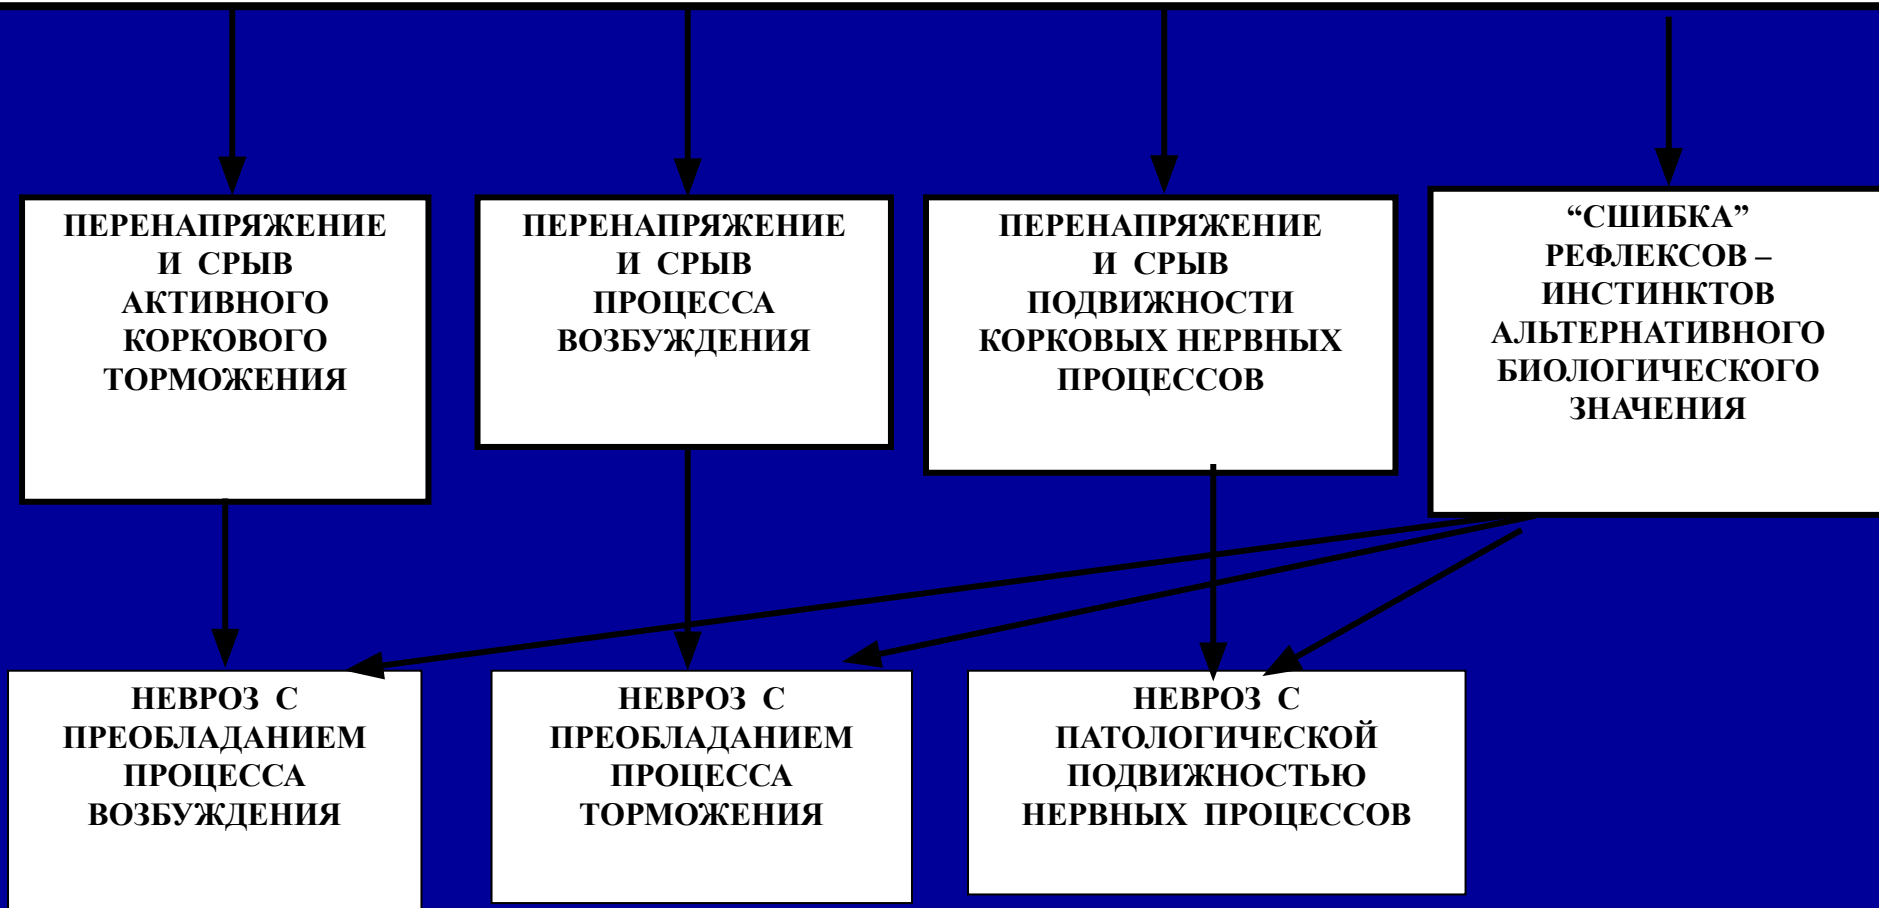 ПЕРЕНАПРЯЖЕНИЕ
И СРЫВ
АКТИВНОГО
КОРКОВОГО
ТОРМОЖЕНИЯ
ПЕРЕНАПРЯЖЕНИЕ
И СРЫВ
ПРОЦЕССА
ВОЗБУЖДЕНИЯ
ПЕРЕНАПРЯЖЕНИЕ
И СРЫВ
ПОДВИЖНОСТИ
КОРКОВЫХ НЕРВНЫХ
ПРОЦЕССОВ
“СШИБКА”
РЕФЛЕКСОВ –
ИНСТИНКТОВ
АЛЬТЕРНАТИВНОГО
БИОЛОГИЧЕСКОГО
ЗНАЧЕНИЯ
НЕВРОЗ С
ПРЕОБЛАДАНИЕМ
ПРОЦЕССА
ВОЗБУЖДЕНИЯ
НЕВРОЗ С
ПРЕОБЛАДАНИЕМ
ПРОЦЕССА
ТОРМОЖЕНИЯ
НЕВРОЗ С
ПАТОЛОГИЧЕСКОЙ
ПОДВИЖНОСТЬЮ
НЕРВНЫХ ПРОЦЕССОВ